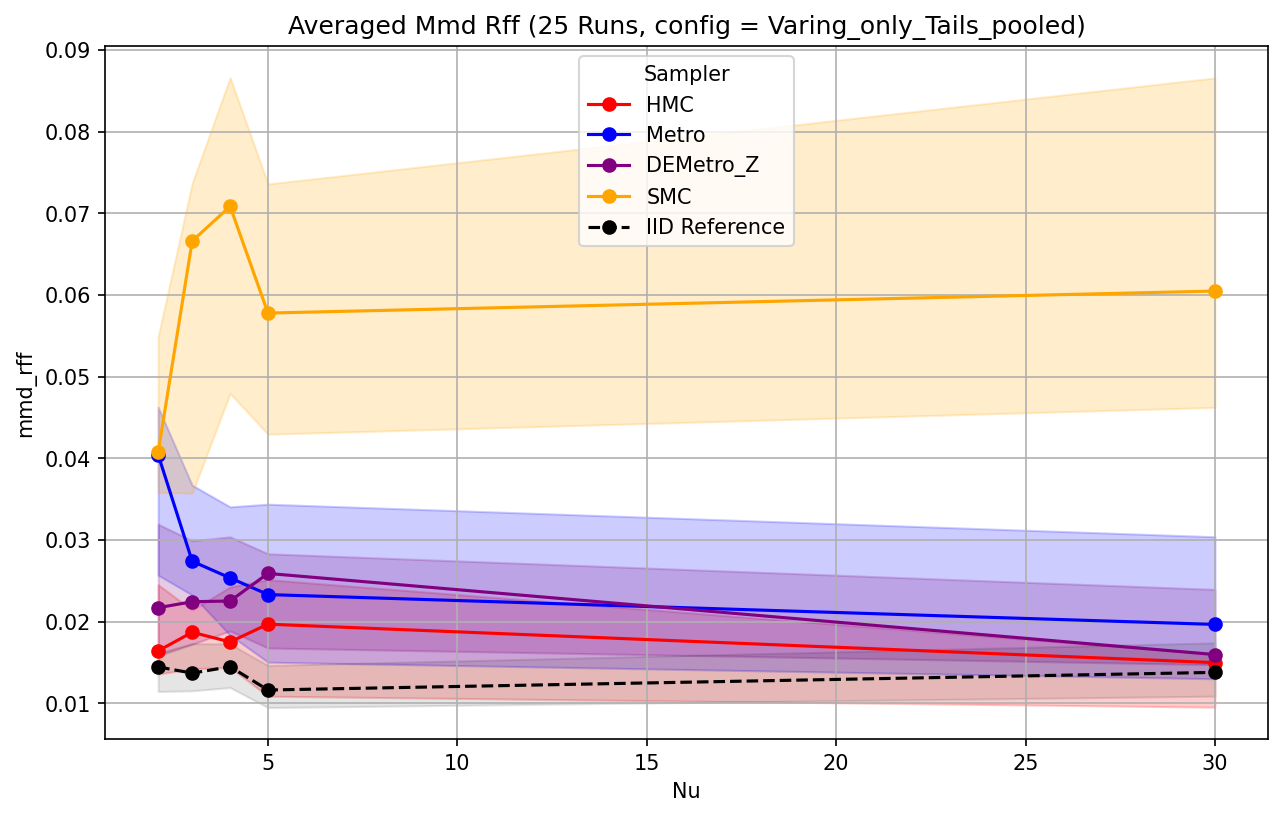 Averaged Mmd Rff (25 Runs, config = Varing_only_Tails_pooled)
0.09
0.08
0.07
0.06
0.05
0.04
0.03
0.02
0.01
mmd_rff
Sampler
HMC
Metro
DEMetro_Z
SMC
IID Reference
5
10
15
20
25
30
Nu